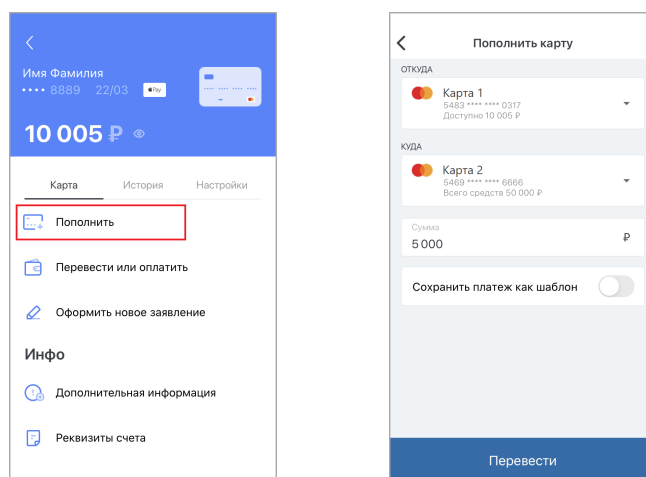 Имя Фамилия
•••• 8889 22/03 Pay
10 005 ₽
Карта История Настройки
Пополнить
Перевести или оплатить
Оформить новое заявление
Инфо
Дополнительная информация
Реквизиты счета
Пополнить карту
ОТКУДА
Карта 1
5483 **** **** 0317
Доступно 10 005 ₽
КУДА
Карта 2
5469 **** **** 6666
Всего средств 50 000 ₽
Сумма
5 000 ₽
Сохранить платеж как шаблон
Перевести